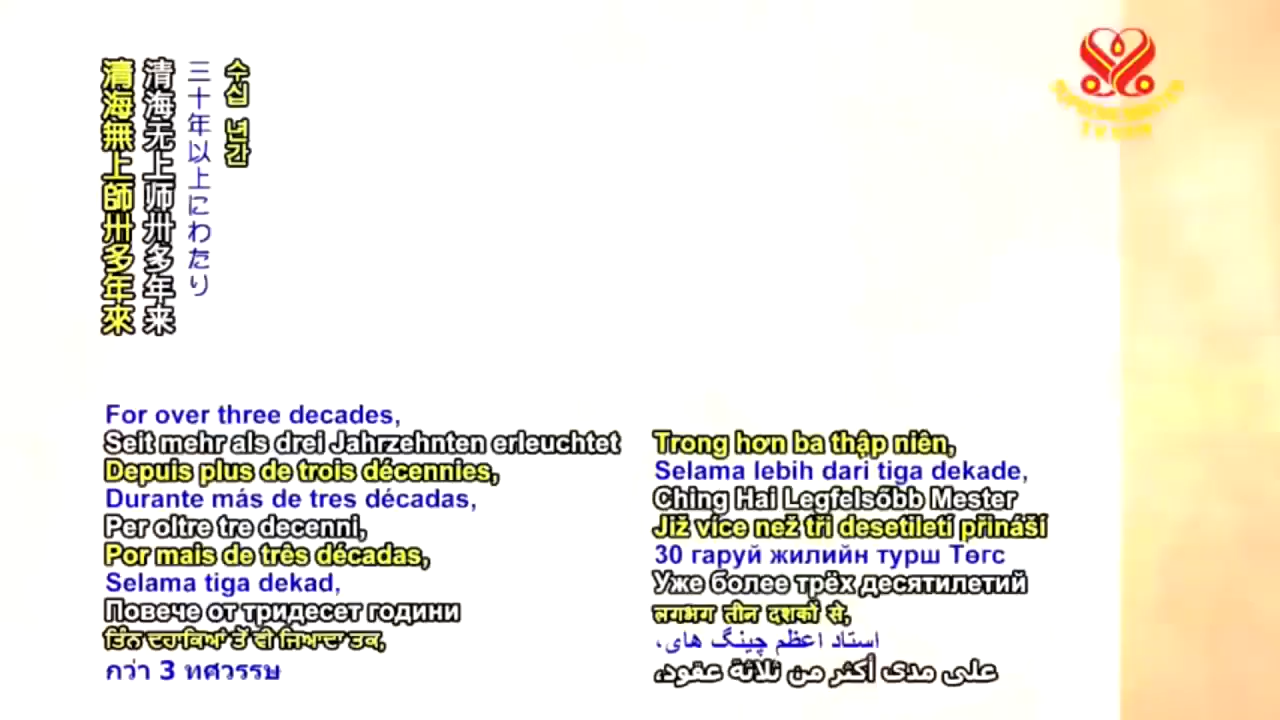 清海無上師卅多年來
清海无上师卅多年来
三十年以上にわたり
수십 년간
For over three decades,
Seit mehr als drei Jahrzehnten erleuchtet
Depuis plus de trois décennies,
Durante más de tres décadas,
Per oltre tre decenni,
Por mais de três décadas,
Selama tiga dekad,
Повече от тридесет години
ਤਿੰਨ ਦਹਾਕਿਆਂ ਤੋਂ ਵੀ ਜਿਆਦਾ ਤਕ,
กว่า 3 ทศวรรษ
Trong hơn ba thập niên,
Selama lebih dari tiga dekade,
Ching Hai Legfelsőbb Mester
Již více než tři desetiletí přináší
30 гаруй жилийн турш Төгс
Уже более трёх десятилетий
लगभग तीन दशकों से,
استاد اعظم چینگ های،
على مدى أكثر من ثلاثة عقود،